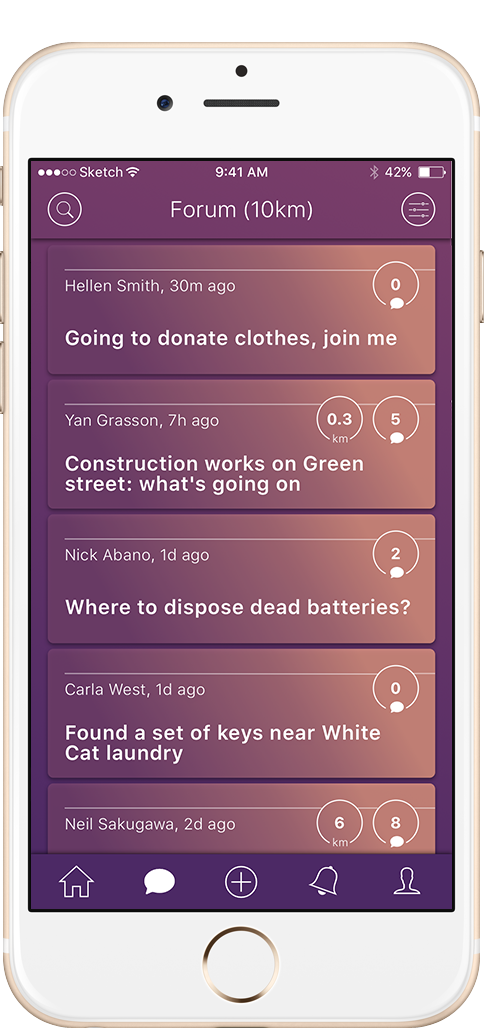 Sketch 9:41 AM 42%
Forum (10km)
Hellen Smith, 30m ago 0
Going to donate clothes, join me
Yan Grasson, 7h ago 0.3 km 5
Construction works on Green
street: what's going on
Nick Abano, 1d ago 2
Where to dispose dead batteries?
Carla West, 1d ago 0
Found a set of keys near White
Cat laundry
Neil Sakugawa, 2d ago 6 km 8